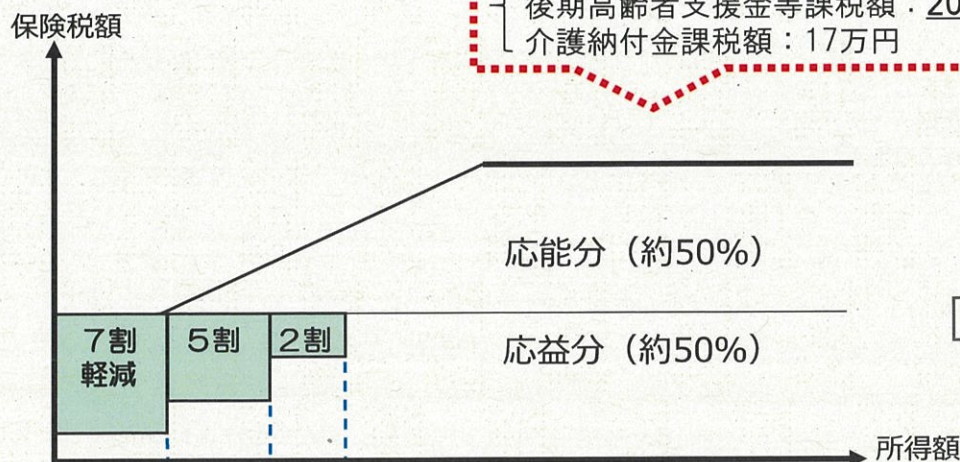 保険税額
後期高齢者支援金等課税額：20
介護納付金課税額：17万円
応能分（約50%）
7割
軽減
5割
2割
応益分（約50%）
所得額